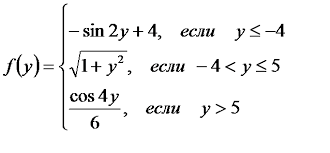 − sin 2y + 4, если y ≤ −4
f(y) = { √(1 + y²), если − 4 < y ≤ 5
cos 4y / 6, если y > 5